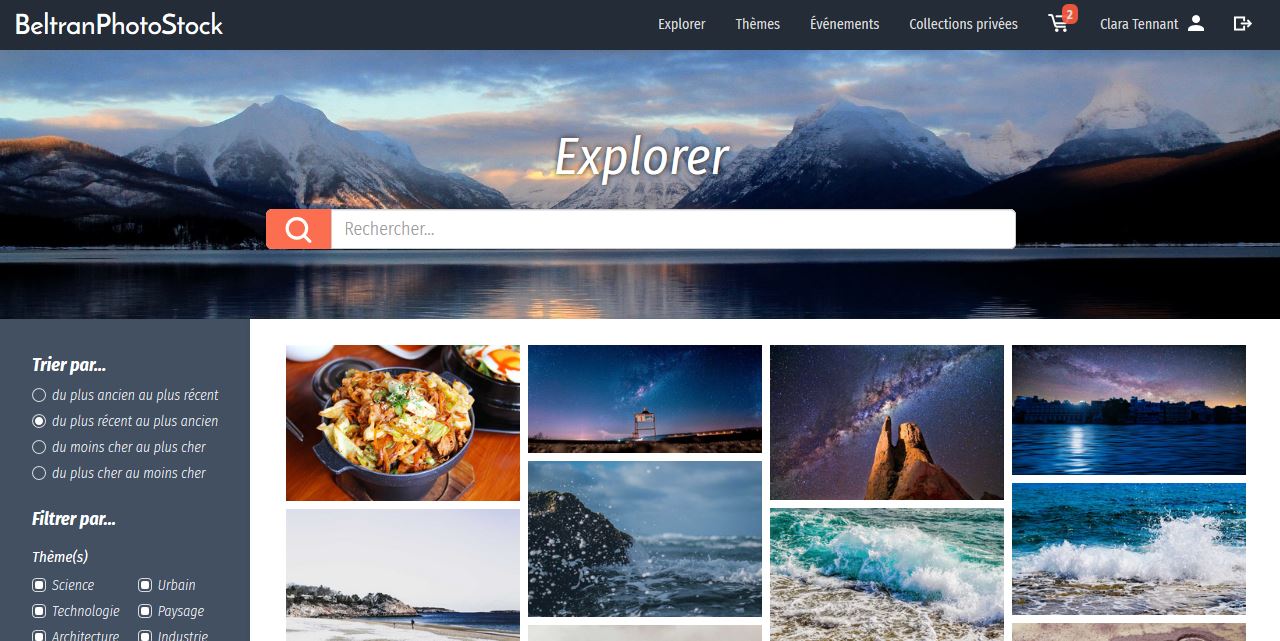 BeltranPhotoStock
Explorer Thèmes Événements Collections privées 2 Clara Tennant
Explorer
Rechercher...
Trier par...
du plus ancien au plus récent
du plus récent au plus ancien
du moins cher au plus cher
du plus cher au moins cher
Filtrer par...
Thème(s)
Science Urbain
Technologie Paysage
Architecture Industrie